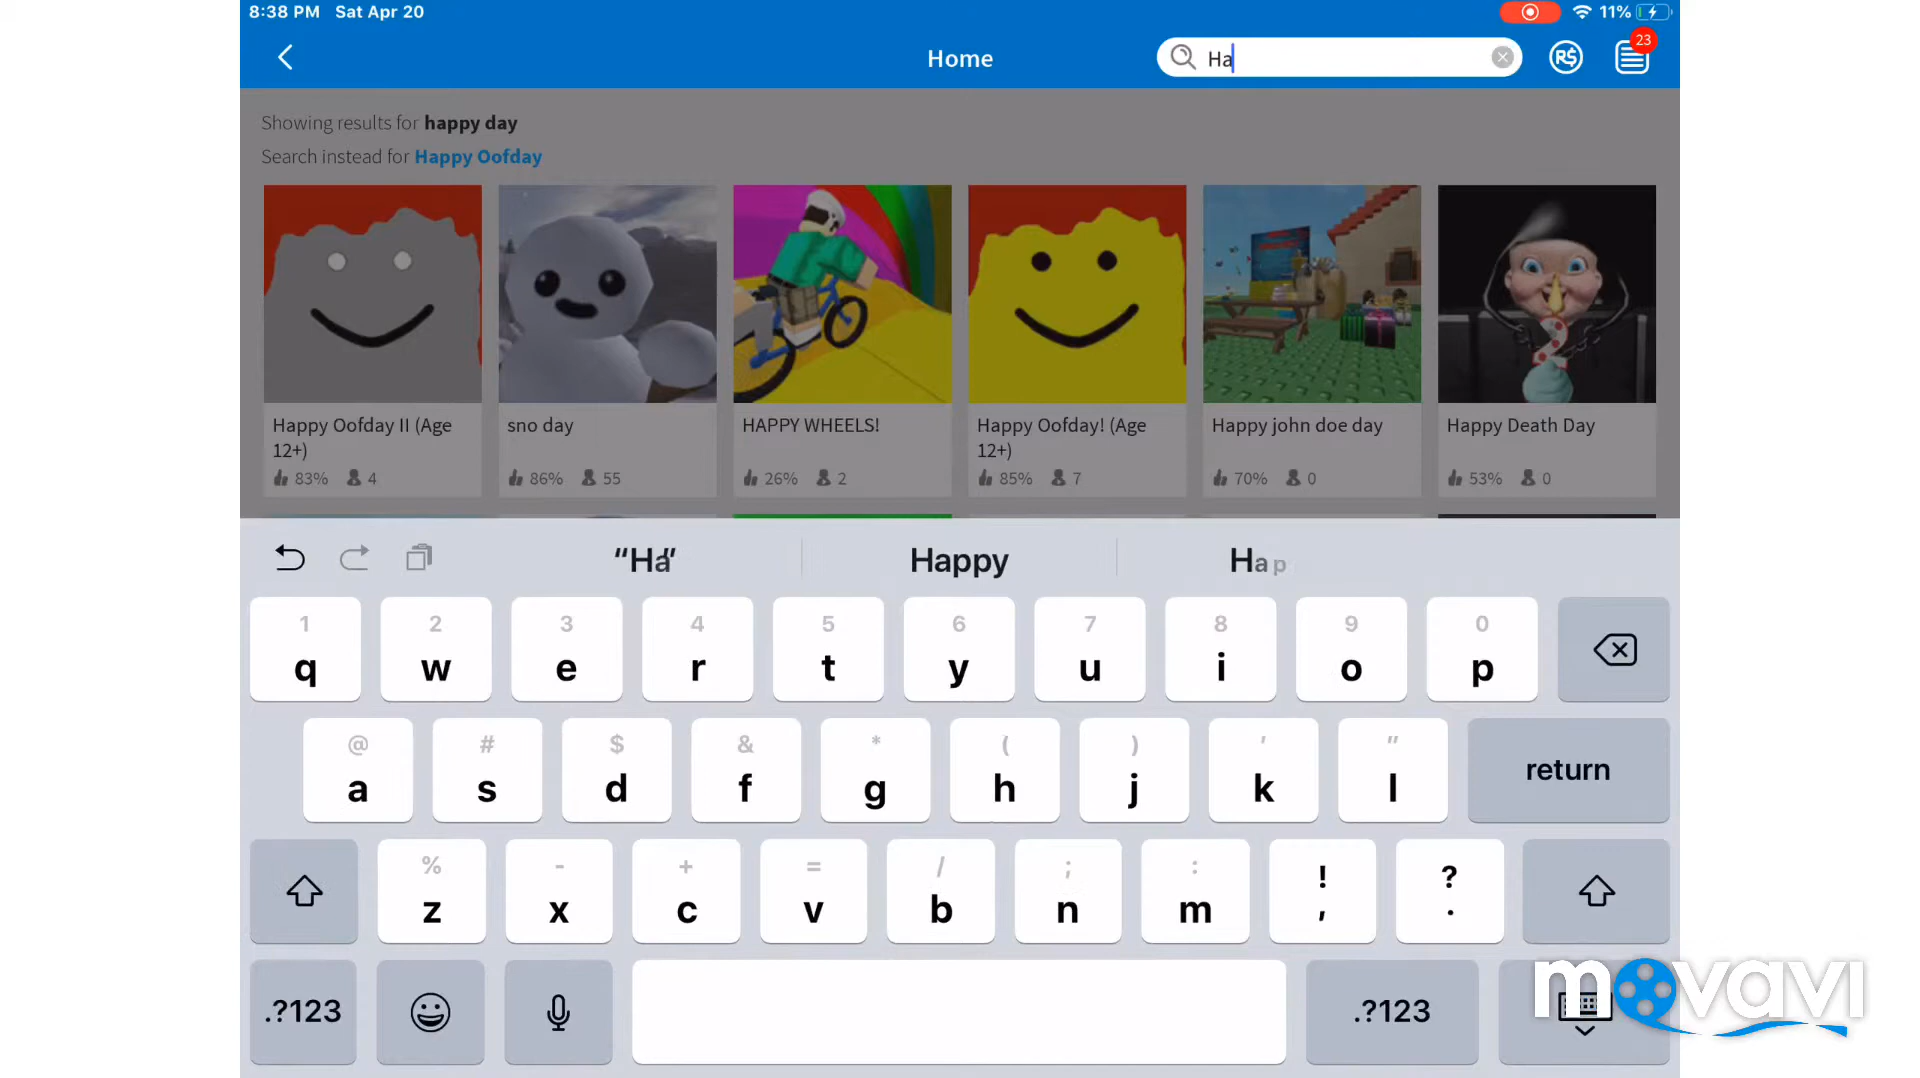 8:38 PM Sat Apr 20
11%
Home
Ha
R$
23
Showing results for happy day
Search instead for Happy Oofday
Happy Oofday II (Age 12+)
83% 4
sno day
86% 55
HAPPY WHEELS!
26% 2
Happy Oofday! (Age 12+)
85% 7
Happy john doe day
70% 0
Happy Death Day
53% 0
“Ha” Happy Hap
1 2 3 4 5 6 7 8 9 0
q w e r t y u i o p
@ # $ & * ( ) ' "
a s d f g h j k l return
% - + = / ; : ! ?
z x c v b n m , .
.?123 .?123
movavi